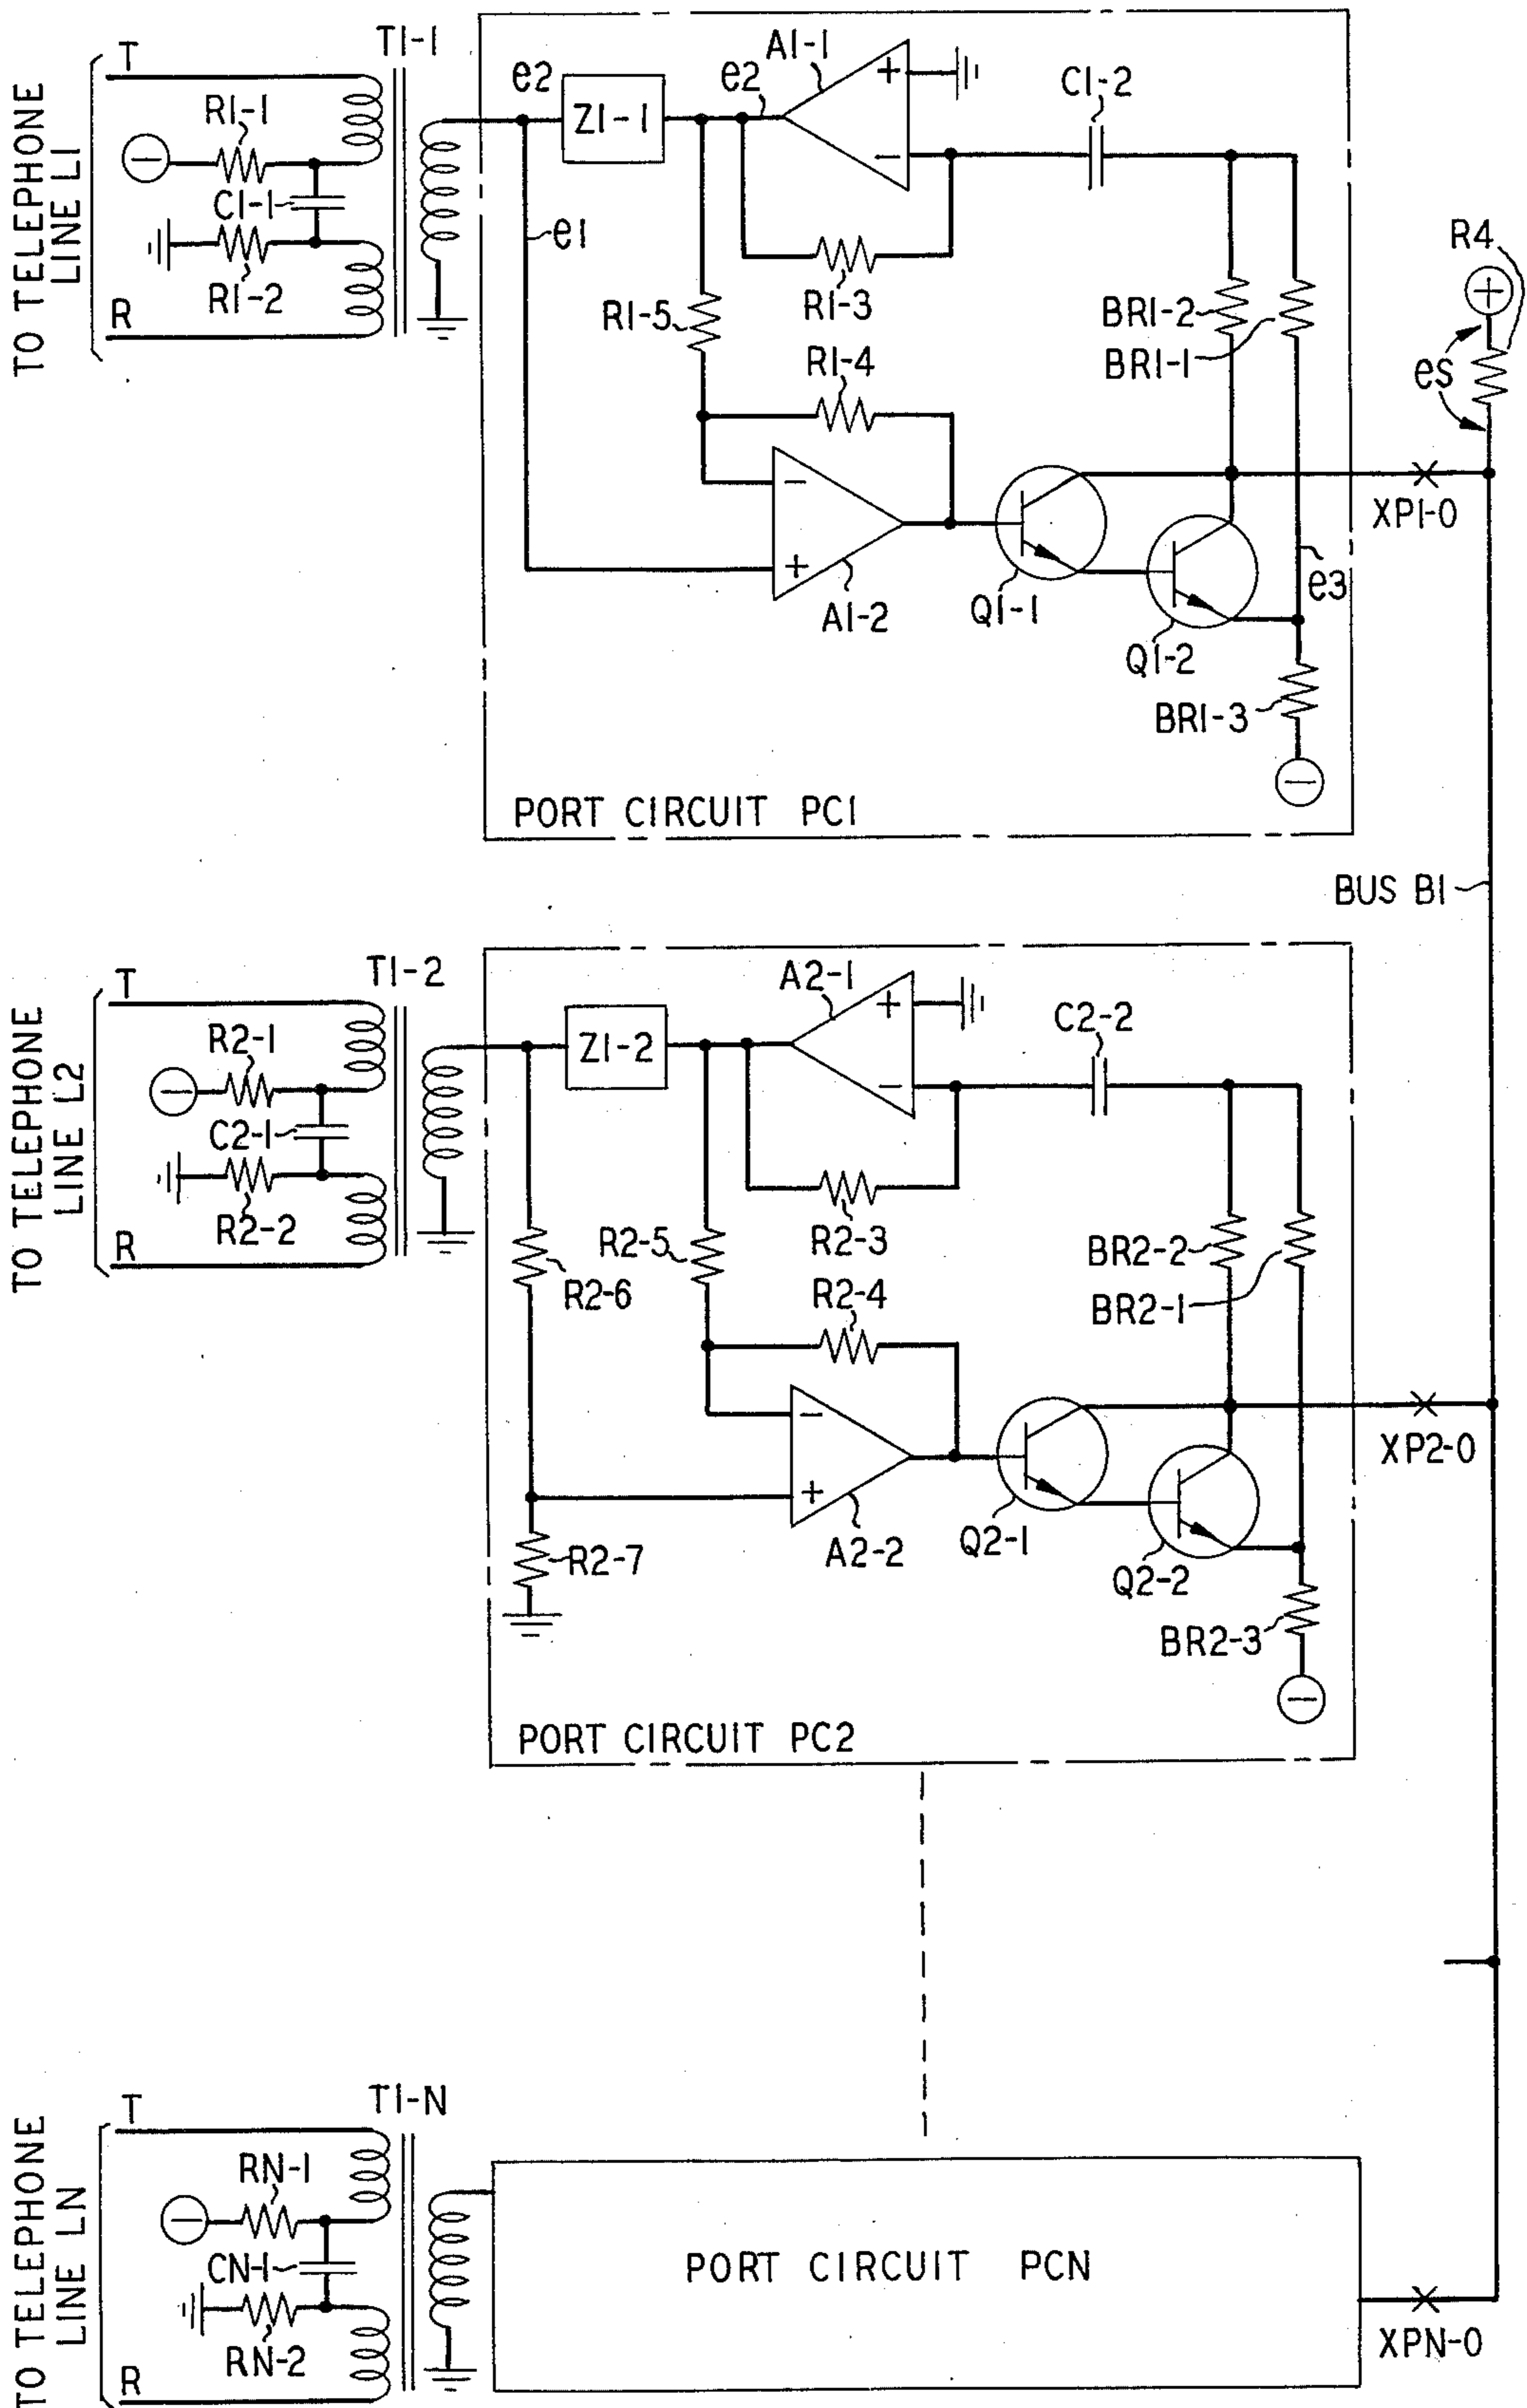 TO TELEPHONE
LINE L1
T
R1-1
C1-1
R1-2
R
T1-1
e2
Z1-1
e2
A1-1
+
−
C1-2
e1
R1-3
R1-5
R1-4
BR1-2
BR1-1
R4
+
es
−
+
A1-2
Q1-1
Q1-2
e3
XP1-0
BR1-3
−
PORT CIRCUIT PC1
BUS B1
TO TELEPHONE
LINE L2
T
R2-1
−
C2-1
R2-2
R
T1-2
Z1-2
A2-1
+
−
C2-2
R2-3
R2-5
R2-6
R2-4
BR2-2
BR2-1
−
+
A2-2
R2-7
Q2-1
Q2-2
XP2-0
BR2-3
−
PORT CIRCUIT PC2
TO TELEPHONE
LINE LN
T
RN-1
−
CN-1
RN-2
R
T1-N
PORT CIRCUIT PCN
XPN-0